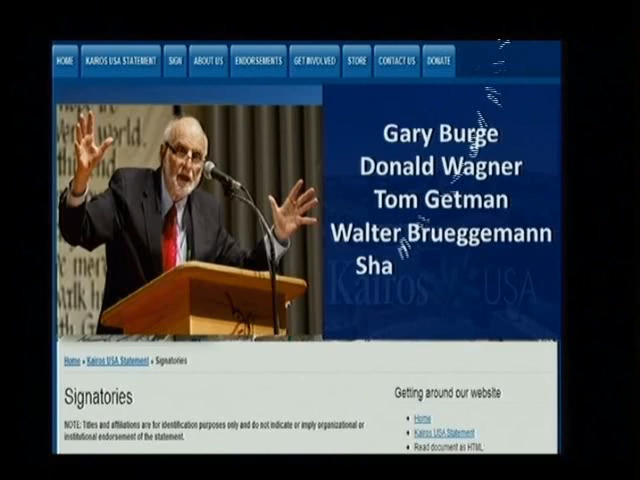 HOME KAIROS USA STATEMENT SIGN ABOUT US ENDORSEMENTS GET INVOLVED STORE CONTACT US DONATE
Gary Burge
Donald Wagner
Tom Getman
Walter Brueggemann
Sha
Kairos USA
Home » Kairos USA Statement » Signatories
Signatories
NOTE: Titles and affiliations are for identification purposes only and do not indicate or imply organizational or
institutional endorsement of the statement.
Getting around our website
Home
Kairos USA Statement
Read document as HTML